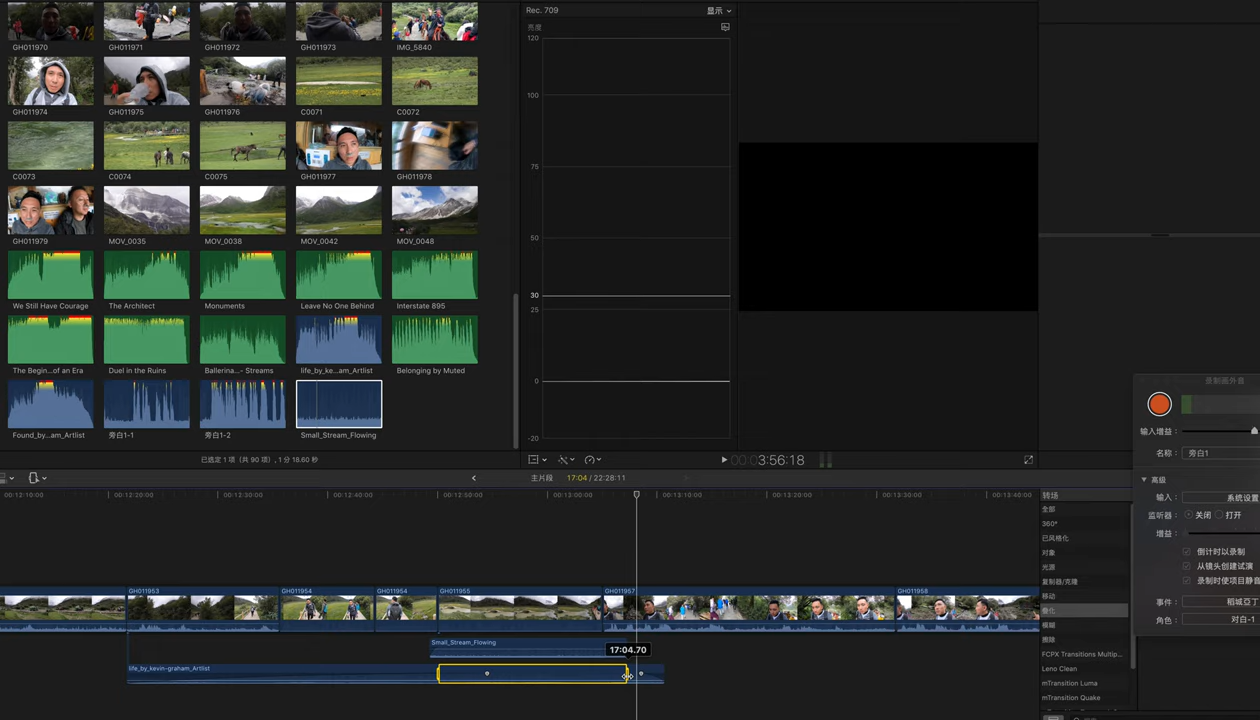 Rec. 709
显示
亮度
120
100
75
50
30
25
0
-20
GH011970
GH011971
GH011972
GH011973
IMG_5840
GH011974
GH011975
GH011976
C0071
C0072
C0073
C0074
C0075
GH011977
GH011978
GH011979
MOV_0035
MOV_0038
MOV_0042
MOV_0048
We Still Have Courage
The Architect
Monuments
Leave No One Behind
Interstate 895
The Begin...of an Era
Duel in the Ruins
Ballerina...- Streams
life_by_ke...am_Artlist
Belonging by Muted
Found_by...am_Artlist
旁白1-1
旁白1-2
Small_Stream_Flowing
已选定 1 项（共 90 项），1 分 18.60 秒
00:00 3:56:18
主片段
17:04 / 22:28:11
00:12:10:00
00:12:20:00
00:12:30:00
00:12:40:00
00:12:50:00
00:13:00:00
00:13:10:00
00:13:20:00
00:13:30:00
00:13:40:00
GH011953
GH011954
GH011954
GH011955
GH011957
GH011958
Small_Stream_Flowing
17:04.70
life_by_kevin-graham_Artlist
转场
全部
360°
已风格化
对象
光源
复制器/克隆
移动
叠化
模糊
擦除
FCPX Transitions Multip...
Leno Clean
mTransition Luma
mTransition Quake
录制画外音
输入增益：
名称：
旁白1
高级
输入：
系统设置
监听器：
关闭
打开
增益：
倒计时以录制
从镜头创建试演
录制时使项目静音
事件：
稻城亞丁
角色：
对白-1